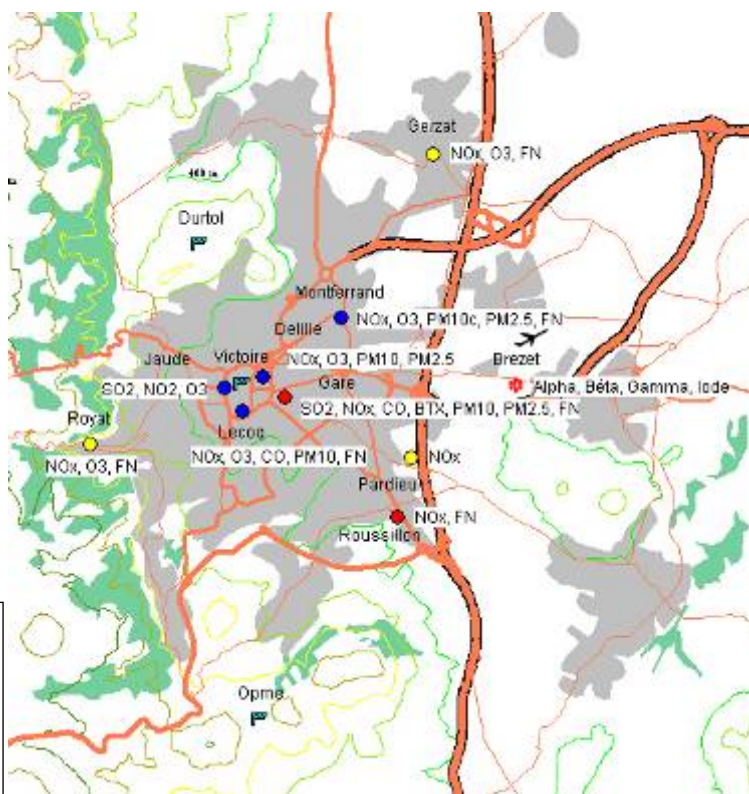 Gerzat
NOx, O3, FN
400 m
Durtol
Montferrand
NOx, O3, PM10c, PM2.5, FN
Delille
Jaude
Victoire
NOx, O3, PM10, PM2.5
Brezet
SO2, NO2, O3
Gare
Alpha, Béta, Gamma, Iode
SO2, NOx, CO, BTX, PM10, PM2.5, FN
Royat
Lecoq
NOx, O3, CO, PM10, FN
NOx
NOx, O3, FN
Pardieu
NOx, FN
Roussillon
Opme